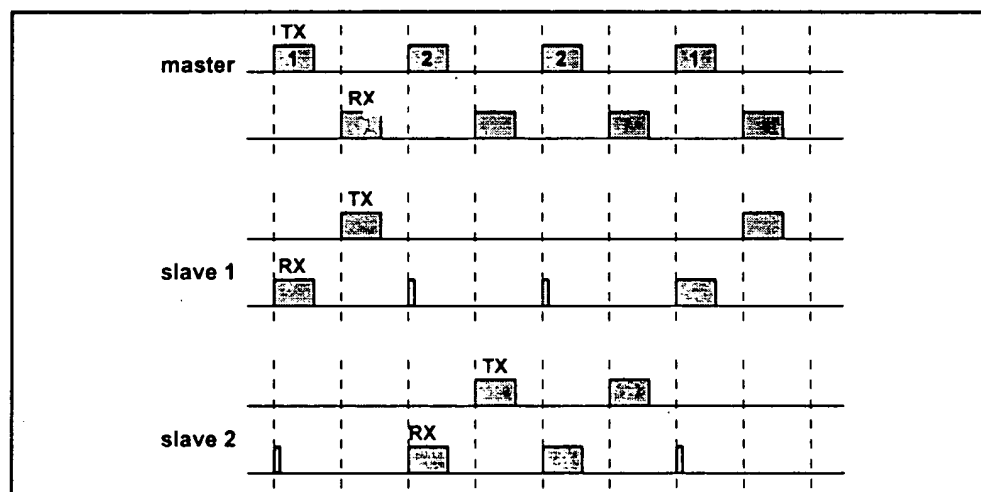 TX
1 2 2 1
master
RX
TX
slave 1
RX
TX
slave 2
RX